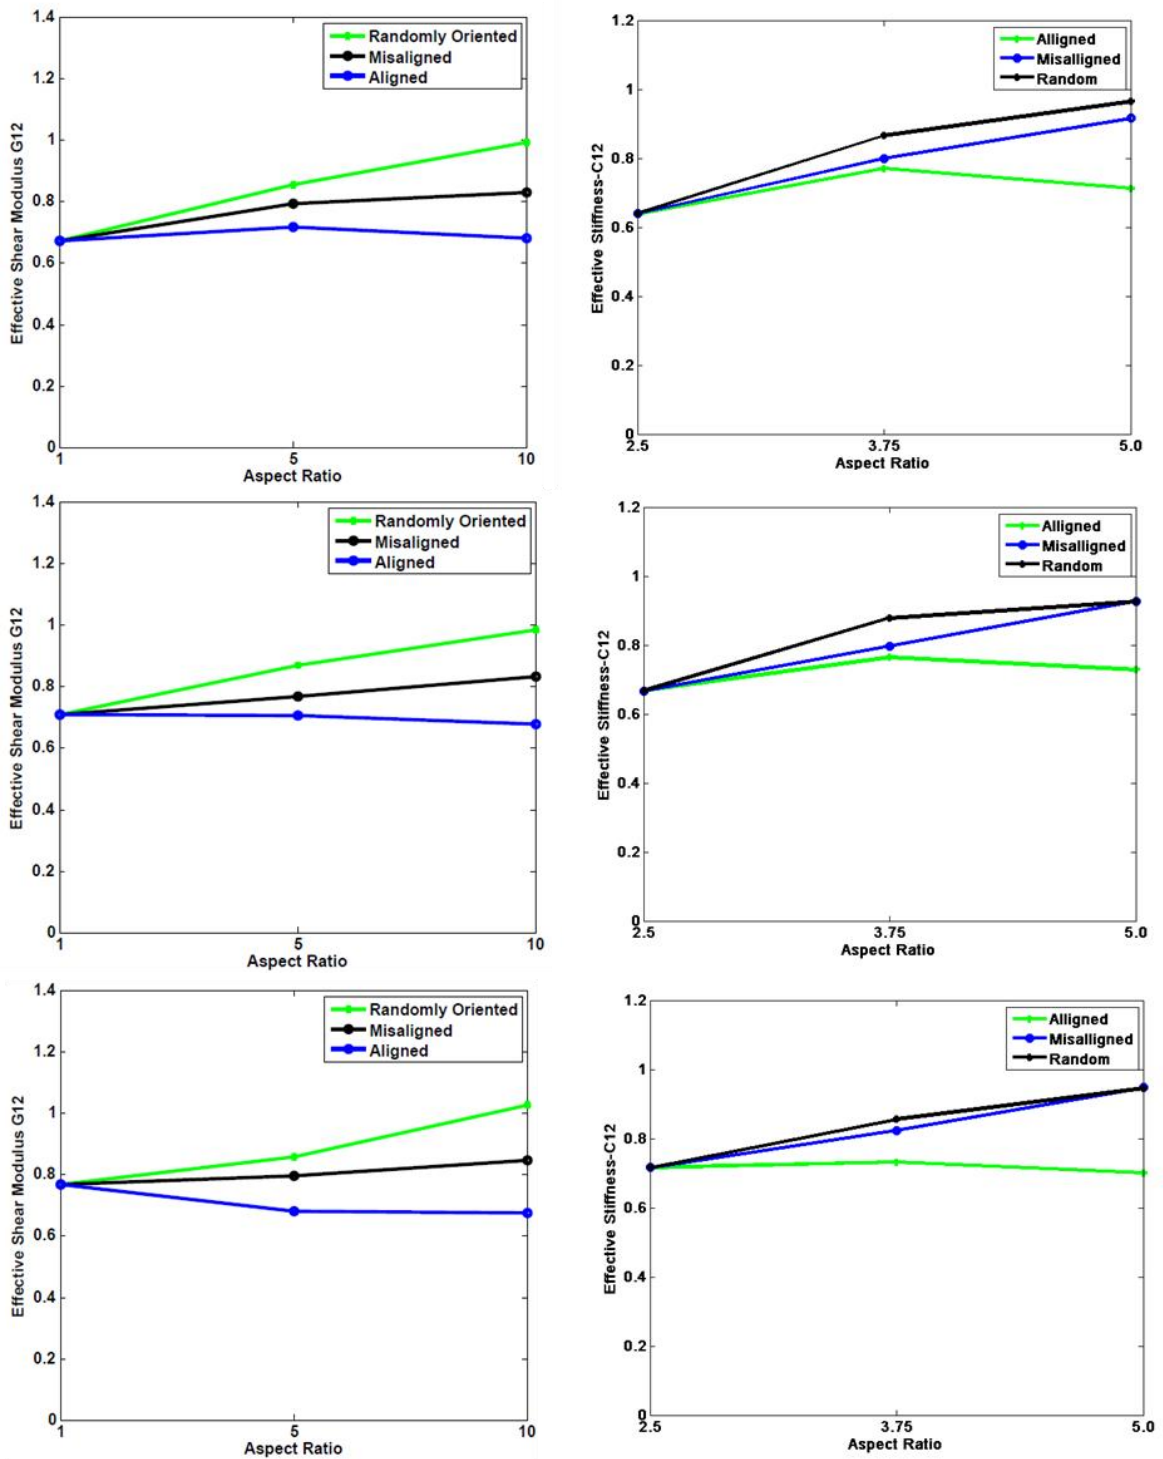 1.4
1.2
1
0.8
0.6
0.4
0.2
0
Effective Shear Modulus G12
Randomly Oriented
Misaligned
Aligned
1
5
10
Aspect Ratio
1.2
1
0.8
0.6
0.4
0.2
0
Effective Stiffness-C12
Alligned
Misalligned
Random
2.5
3.75
5.0
Aspect Ratio
1.4
1.2
1
0.8
0.6
0.4
0.2
0
Effective Shear Modulus G12
Randomly Oriented
Misaligned
Aligned
1
5
10
Aspect Ratio
1.2
1
0.8
0.6
0.4
0.2
0
Effective Stiffness-C12
Alligned
Misalligned
Random
2.5
3.75
5.0
Aspect Ratio
1.4
1.2
1
0.8
0.6
0.4
0.2
0
Effective Shear Modulus G12
Randomly Oriented
Misaligned
Aligned
1
5
10
Aspect Ratio
1.2
1
0.8
0.6
0.4
0.2
0
Effective Stiffness-C12
Alligned
Misalligned
Random
2.5
3.75
5.0
Aspect Ratio